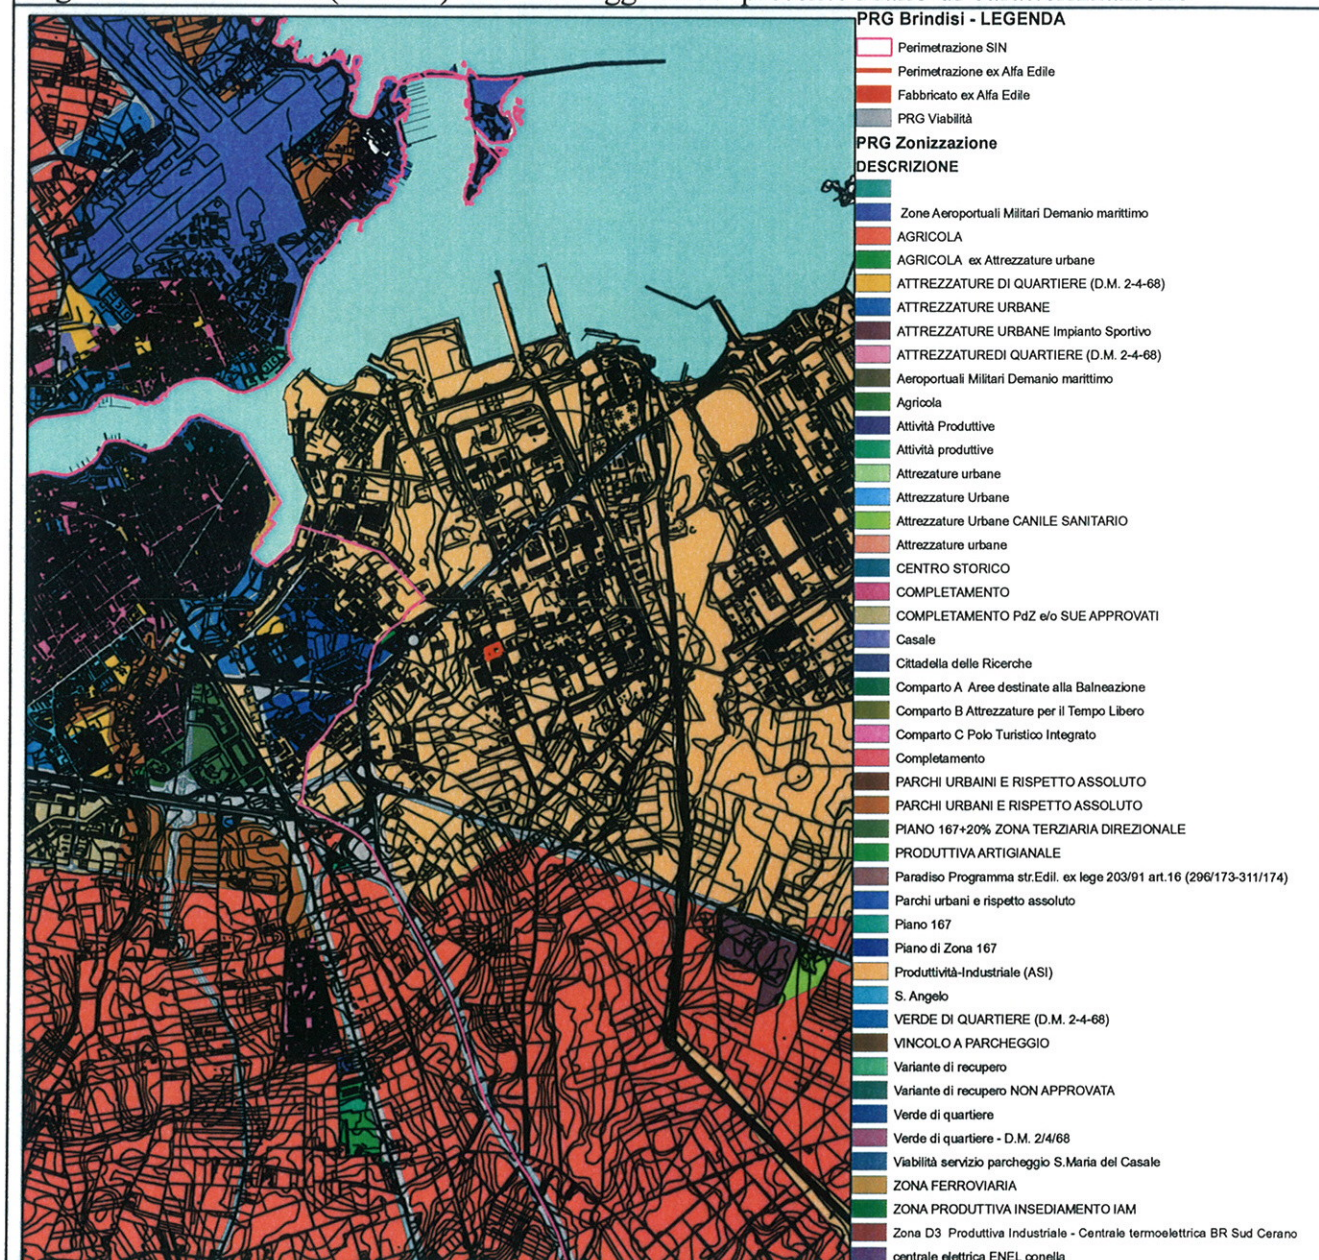 PRG Brindisi - LEGENDA
Perimetrazione SIN
Perimetrazione ex Alfa Edile
Fabbricato ex Alfa Edile
PRG Viabilità
PRG Zonizzazione
DESCRIZIONE
Zone Aeroportuali Militari Demanio marittimo
AGRICOLA
AGRICOLA ex Attrezzature urbane
ATTREZZATURE DI QUARTIERE (D.M. 2-4-68)
ATTREZZATURE URBANE
ATTREZZATURE URBANE Impianto Sportivo
ATTREZZATUREDI QUARTIERE (D.M. 2-4-68)
Aeroportuali Militari Demanio marittimo
Agricola
Attività Produttive
Attività produttive
Attrezature urbane
Attrezzature Urbane
Attrezzature Urbane CANILE SANITARIO
Attrezzature urbane
CENTRO STORICO
COMPLETAMENTO
COMPLETAMENTO PdZ e/o SUE APPROVATI
Casale
Cittadella delle Ricerche
Comparto A Aree destinate alla Balneazione
Comparto B Attrezzature per il Tempo Libero
Comparto C Polo Turistico Integrato
Completamento
PARCHI URBAINI E RISPETTO ASSOLUTO
PARCHI URBANI E RISPETTO ASSOLUTO
PIANO 167+20% ZONA TERZIARIA DIREZIONALE
PRODUTTIVA ARTIGIANALE
Paradiso Programma str.Edil. ex lege 203/91 art.16 (296/173-311/174)
Parchi urbani e rispetto assoluto
Piano 167
Piano di Zona 167
Produttività-Industriale (ASI)
S. Angelo
VERDE DI QUARTIERE (D.M. 2-4-68)
VINCOLO A PARCHEGGIO
Variante di recupero
Variante di recupero NON APPROVATA
Verde di quartiere
Verde di quartiere - D.M. 2/4/68
Viabilità servizio parcheggio S.Maria del Casale
ZONA FERROVIARIA
ZONA PRODUTTIVA INSEDIAMENTO IAM
Zona D3 Produttiva Industriale - Centrale termoelettrica BR Sud Cerano
centrale elettrica ENEL conella